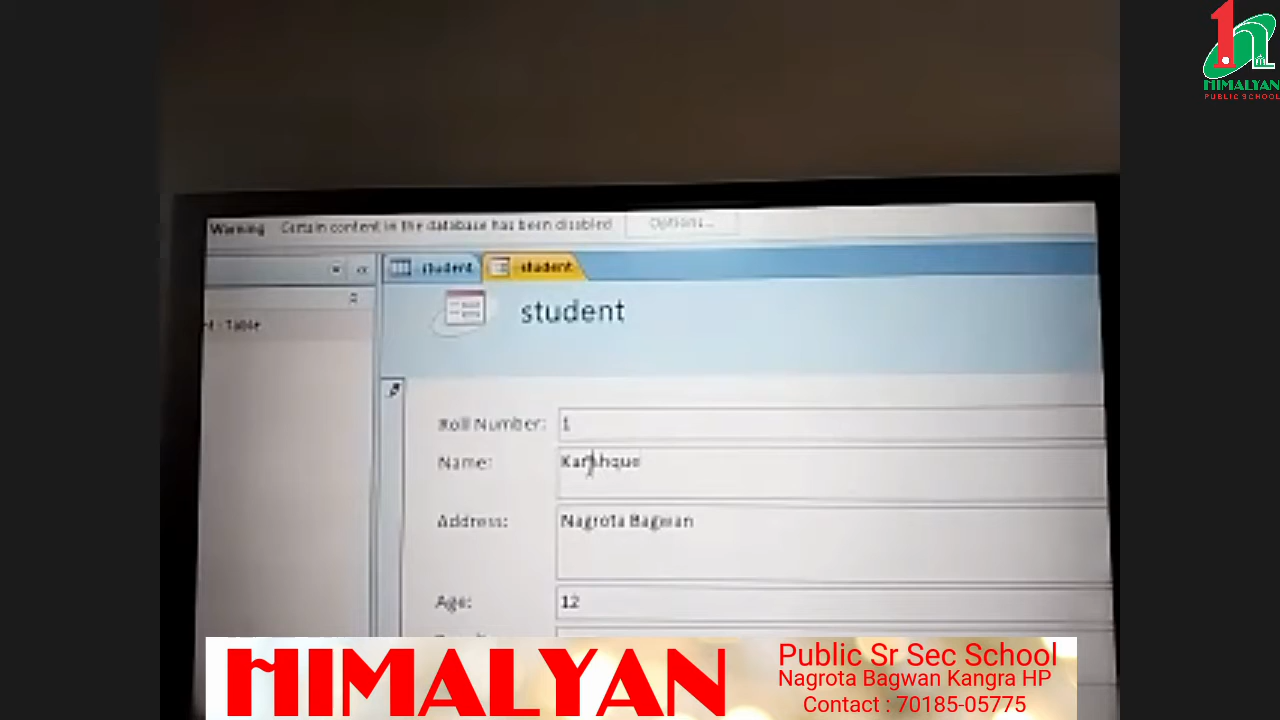 HIMALYAN
PUBLIC SCHOOL
Warning Certain content in the database has been disabled Options...
student student
student
Table
Roll Number: 1
Name:
Address: Nagrota Bagwan
Age: 12
HIMALYAN
Public Sr Sec School
Nagrota Bagwan Kangra HP
Contact : 70185-05775